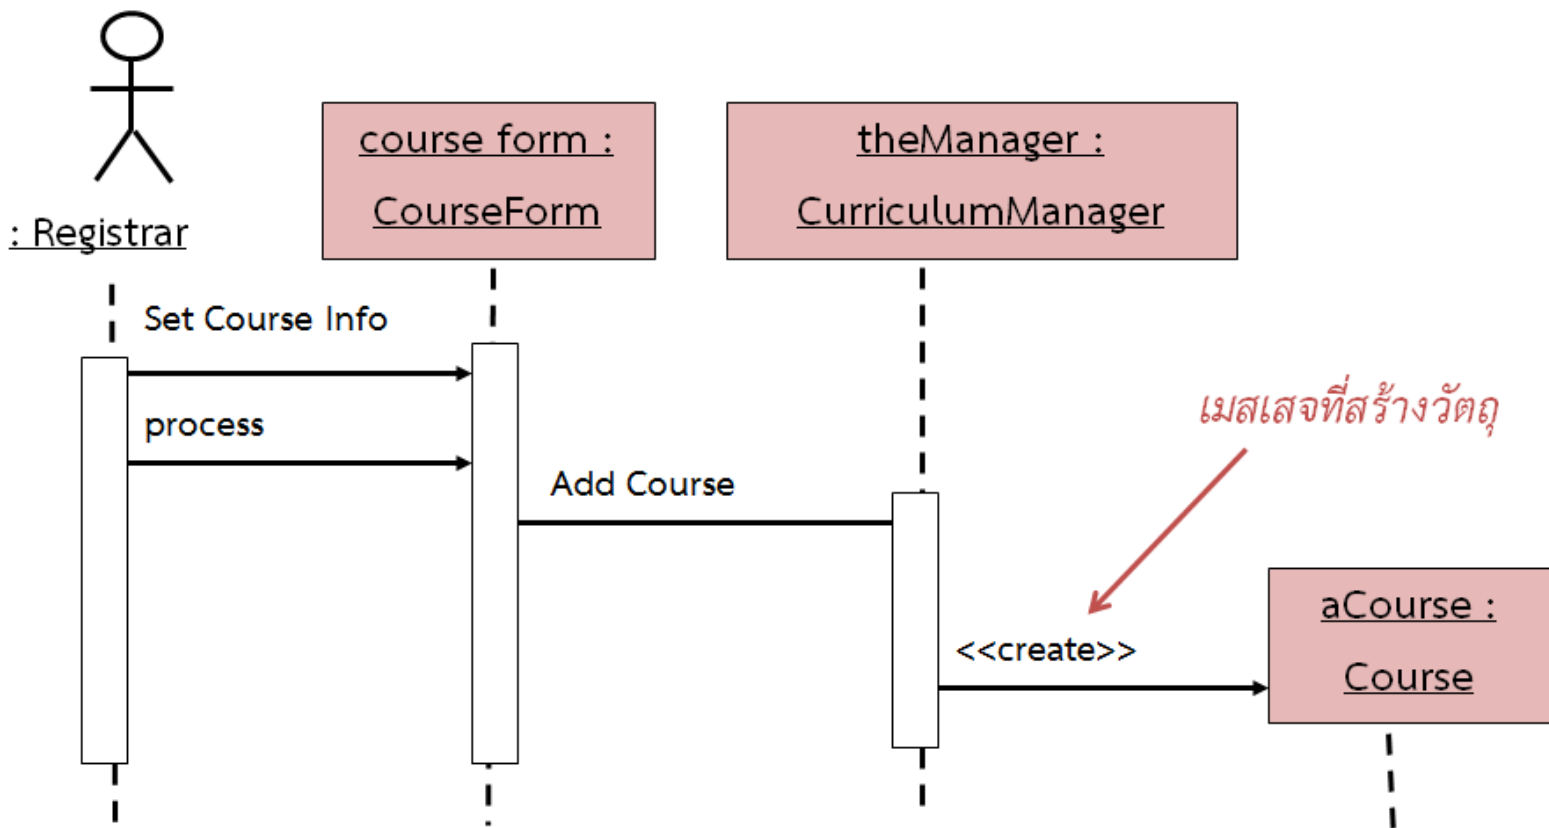 course form :
CourseForm
theManager :
CurriculumManager
: Registrar
Set Course Info
process
Add Course
เมสเสจที่สร้างวัตถุ
<<create>>
aCourse :
Course